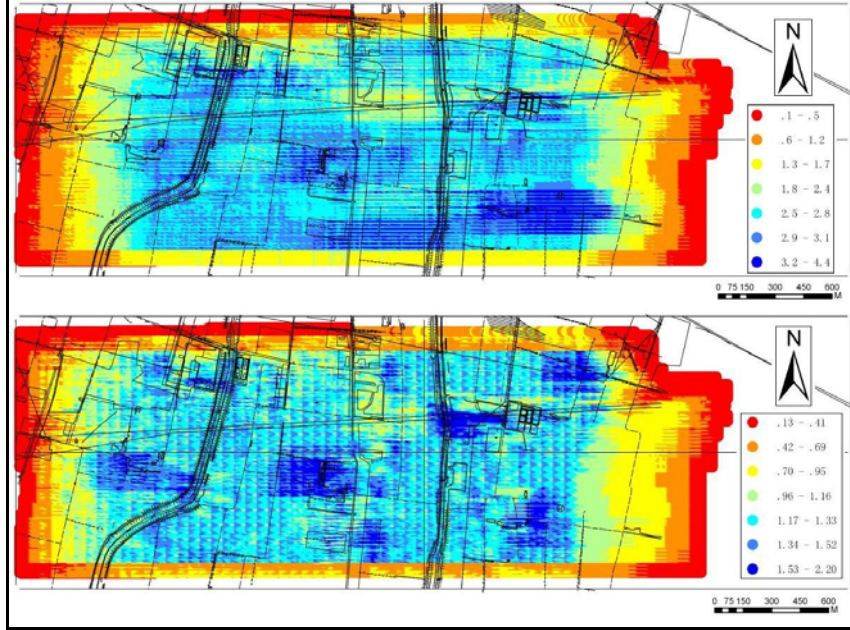 N
.1 - .5
.6 - 1.2
1.3 - 1.7
1.8 - 2.4
2.5 - 2.8
2.9 - 3.1
3.2 - 4.4
0 75 150 300 450 600
M
N
.13 - .41
.42 - .69
.70 - .95
.96 - 1.16
1.17 - 1.33
1.34 - 1.52
1.53 - 2.20
0 75 150 300 450 600
M